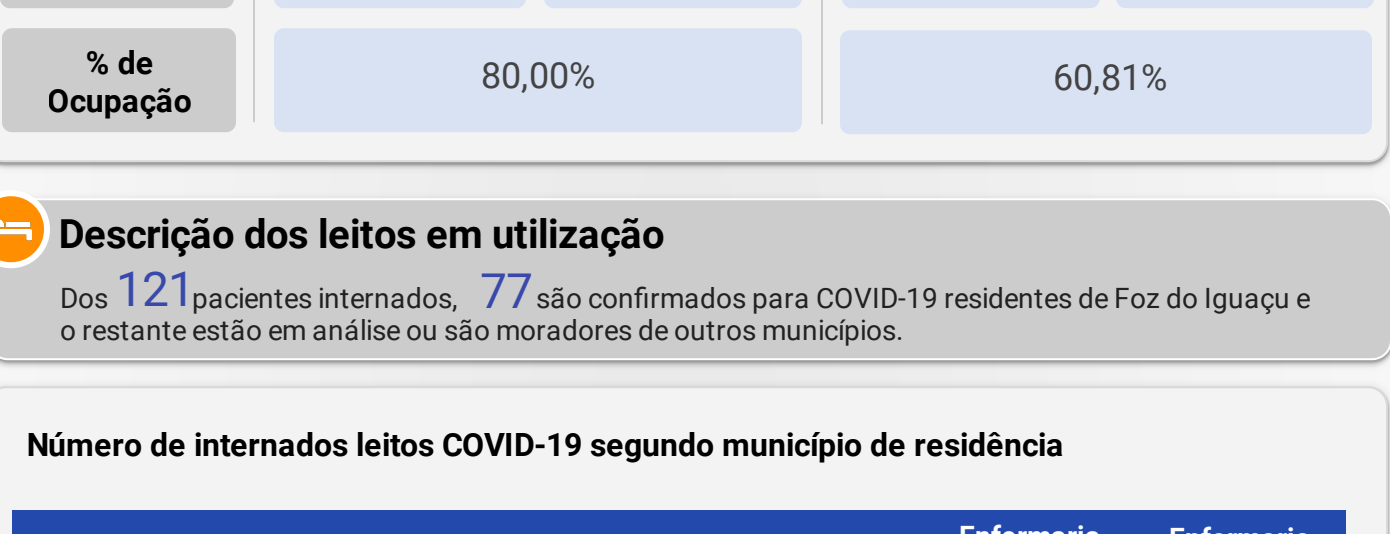 % de
Ocupação
80,00%
60,81%
Descrição dos leitos em utilização
Dos 121 pacientes internados, 77 são confirmados para COVID-19 residentes de Foz do Iguaçu e
o restante estão em análise ou são moradores de outros municípios.
Número de internados leitos COVID-19 segundo município de residência
Enfermaria Enfermaria